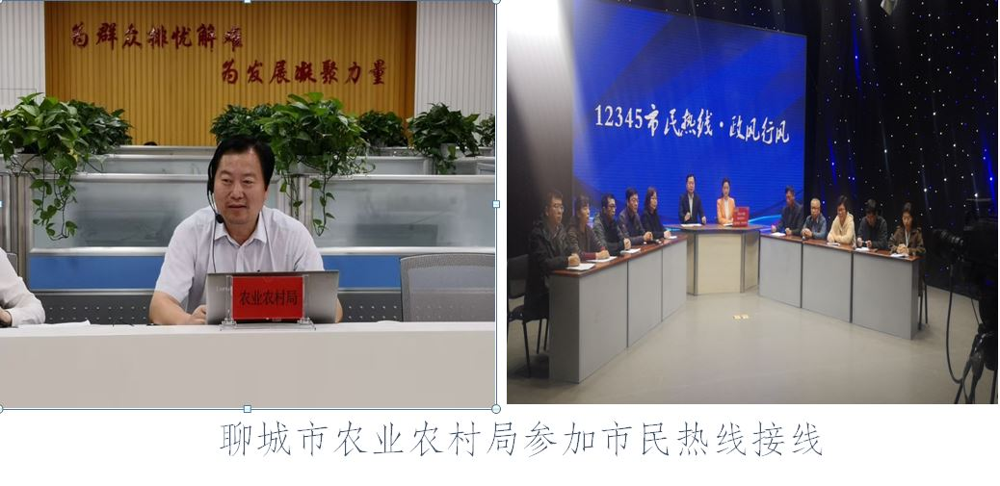 为群众排忧解难
为发展凝聚力量
农业农村局
12345市民热线·政风行风
聊城市农业农村局参加市民热线接线